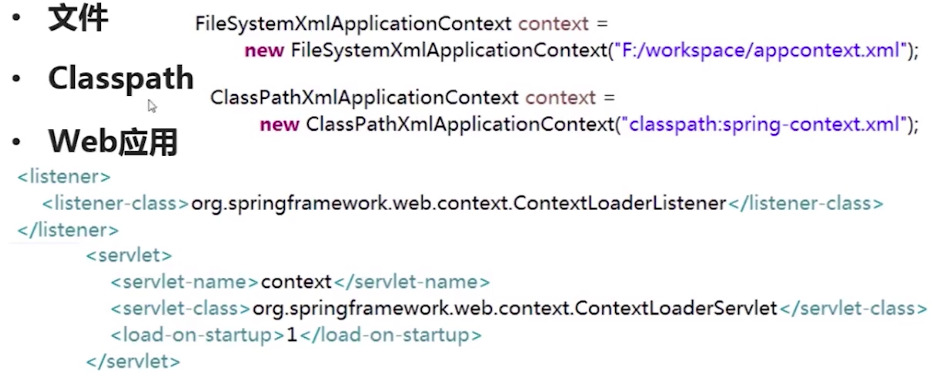 • 文件
FileSystemXmlApplicationContext context =
new FileSystemXmlApplicationContext("F:/workspace/appcontext.xml");
• Classpath
ClassPathXmlApplicationContext context =
new ClassPathXmlApplicationContext("classpath:spring-context.xml");
• Web应用
<listener>
<listener-class>org.springframework.web.context.ContextLoaderListener</listener-class>
</listener>
<servlet>
<servlet-name>context</servlet-name>
<servlet-class>org.springframework.web.context.ContextLoaderServlet</servlet-class>
<load-on-startup>1</load-on-startup>
</servlet>